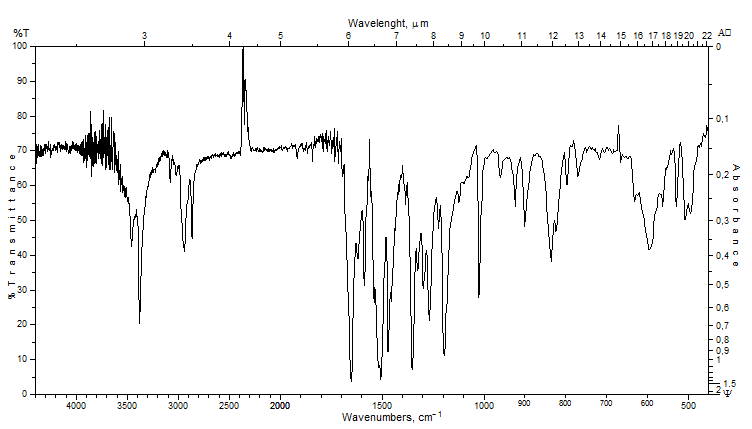 Wavelenght, μm
%T 3 4 5 6 7 8 9 10 11 12 13 14 15 16 17 18 19 20 22 A□
100 0
90
80 0,1
70
60 0,2
50 0,3
40 0,4
30 0,5
20 0,6
0,7
10 0,8
0,9
1
1.5
0 2
4000 3500 3000 2500 2000 1500 1000 900 800 700 600 500
Wavenumbers, cm⁻¹
% Transmittance
Absorbance